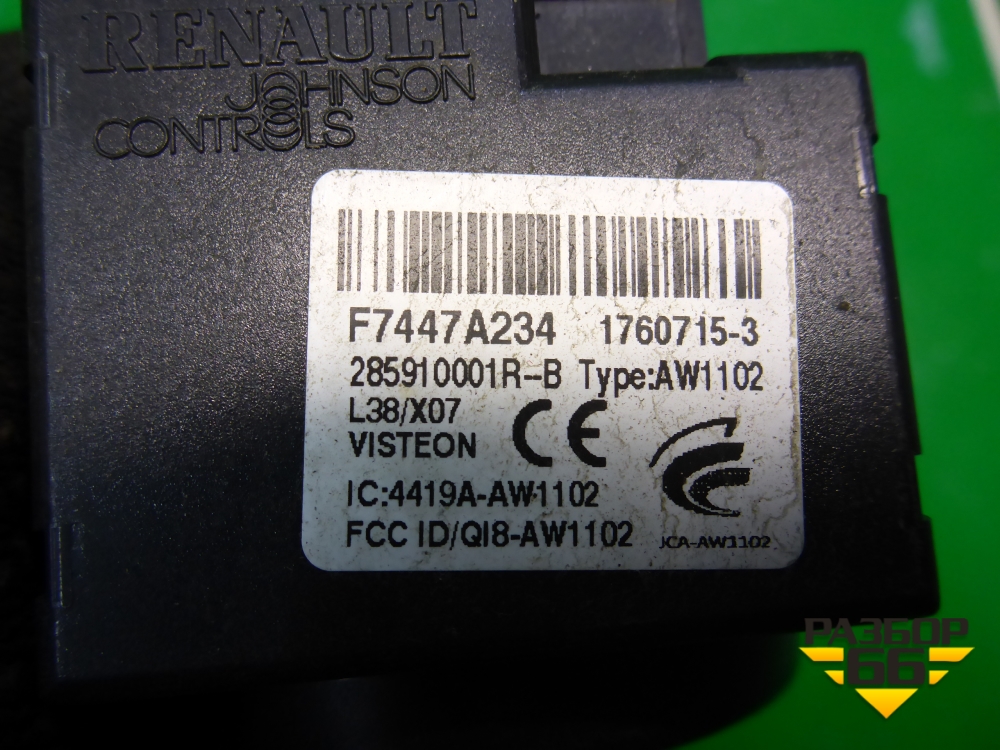 RENAULT
JOHNSON
CONTROLS
F7447A234 1760715-3
285910001R-B Type:AW1102
L38/X07
VISTEON CE
IC:4419A-AW1102
FCC ID/QI8-AW1102 JCA-AW1102
РАЗБОР
66